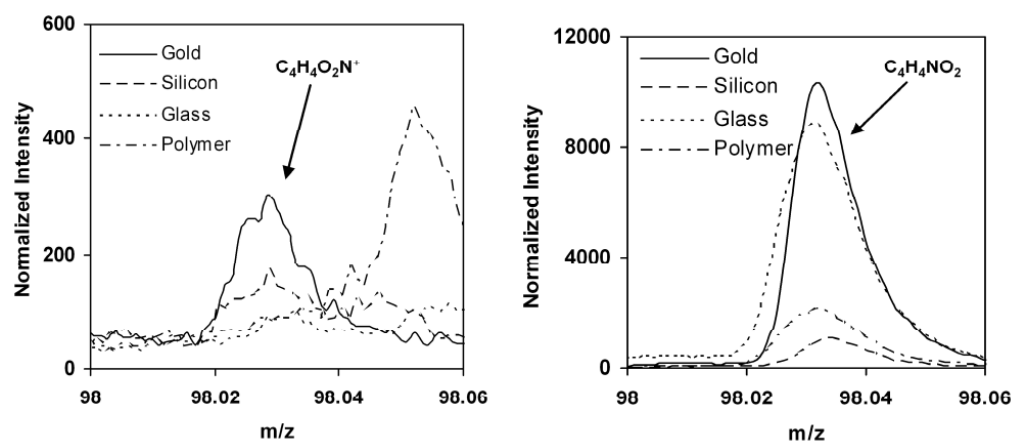 600
400
200
0
Normalized Intensity
Gold
Silicon
Glass
Polymer
C₄H₄O₂N⁺
98 98.02 98.04 98.06
m/z
12000
8000
4000
0
Normalized Intensity
Gold
Silicon
Glass
Polymer
C₄H₄NO₂
98 98.02 98.04 98.06
m/z